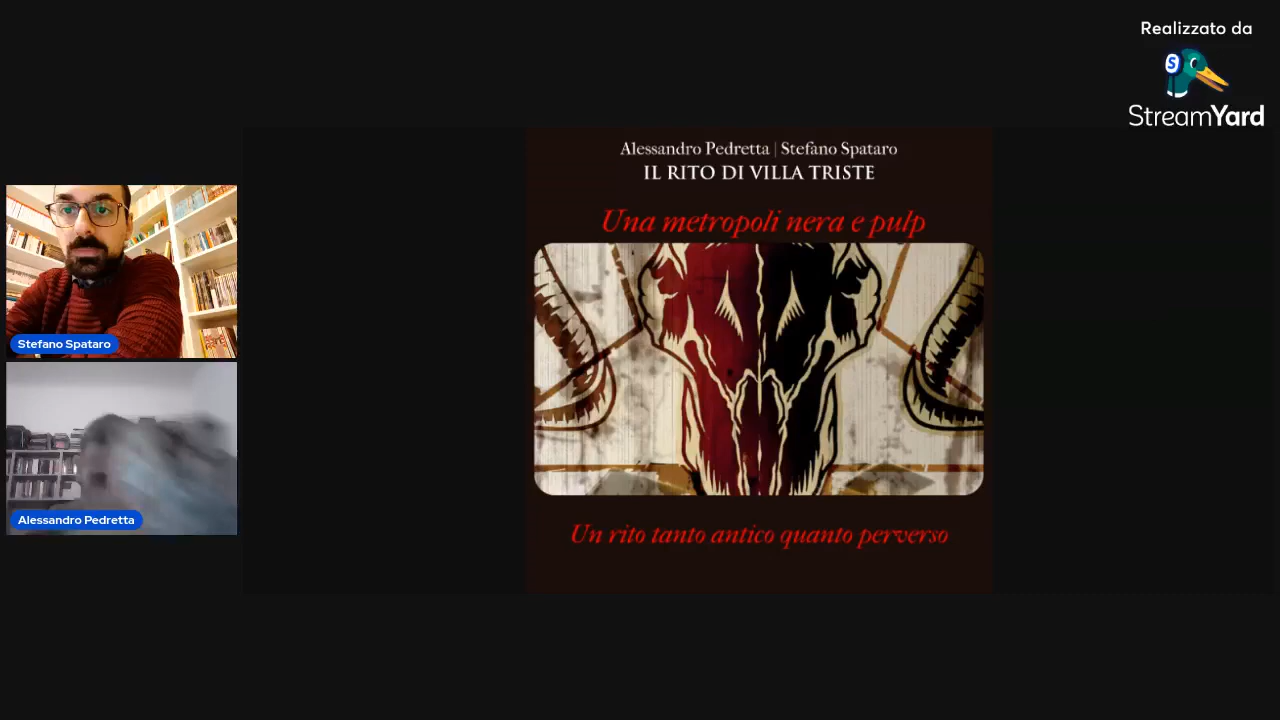 Realizzato da
StreamYard
Alessandro Pedretta | Stefano Spataro
IL RITO DI VILLA TRISTE
Una metropoli nera e pulp
Un rito tanto antico quanto perverso
Stefano Spataro
Alessandro Pedretta